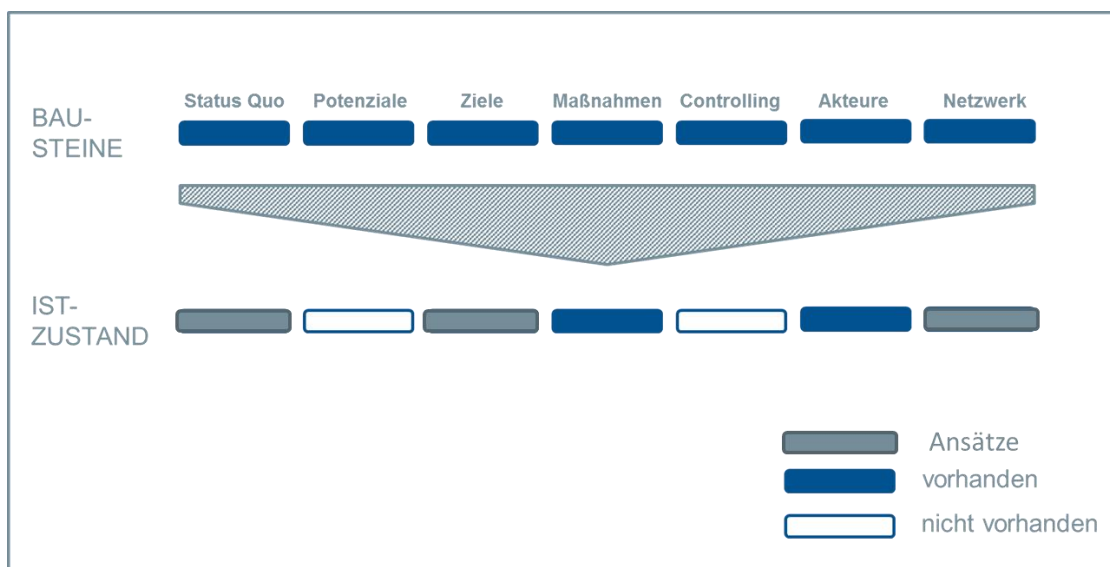 Status Quo Potenziale Ziele Maßnahmen Controlling Akteure Netzwerk
BAU-
STEINE
IST-
ZUSTAND
Ansätze
vorhanden
nicht vorhanden